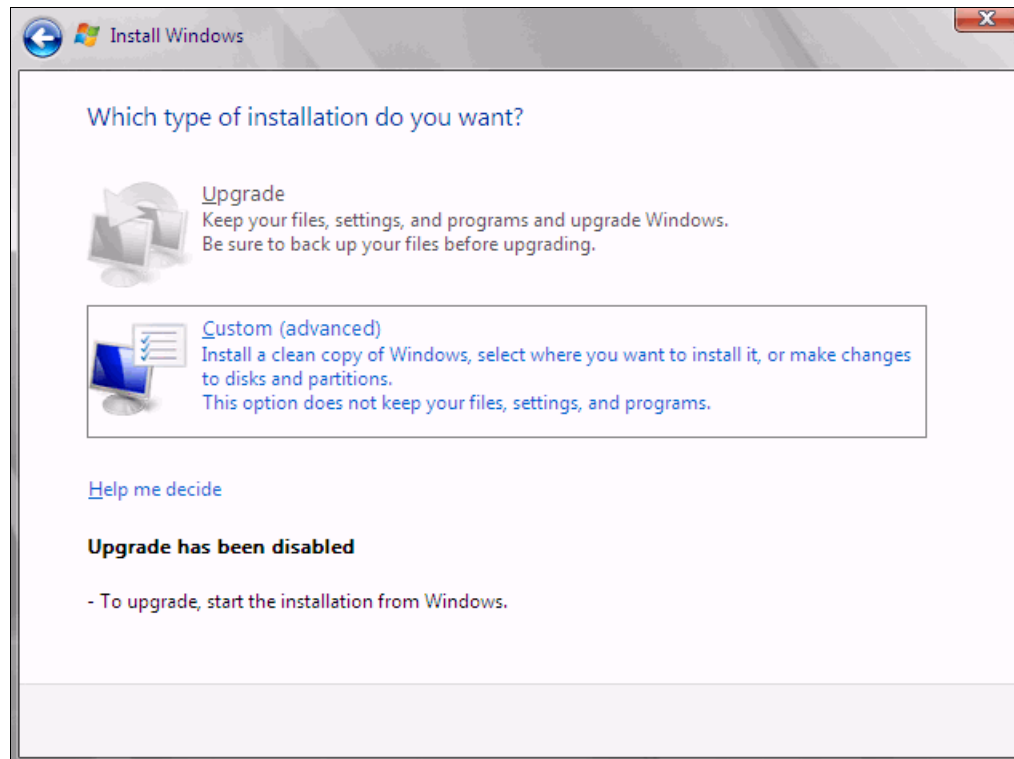 Install Windows
Which type of installation do you want?
Upgrade
Keep your files, settings, and programs and upgrade Windows.
Be sure to back up your files before upgrading.
Custom (advanced)
Install a clean copy of Windows, select where you want to install it, or make changes
to disks and partitions.
This option does not keep your files, settings, and programs.
Help me decide
Upgrade has been disabled
- To upgrade, start the installation from Windows.